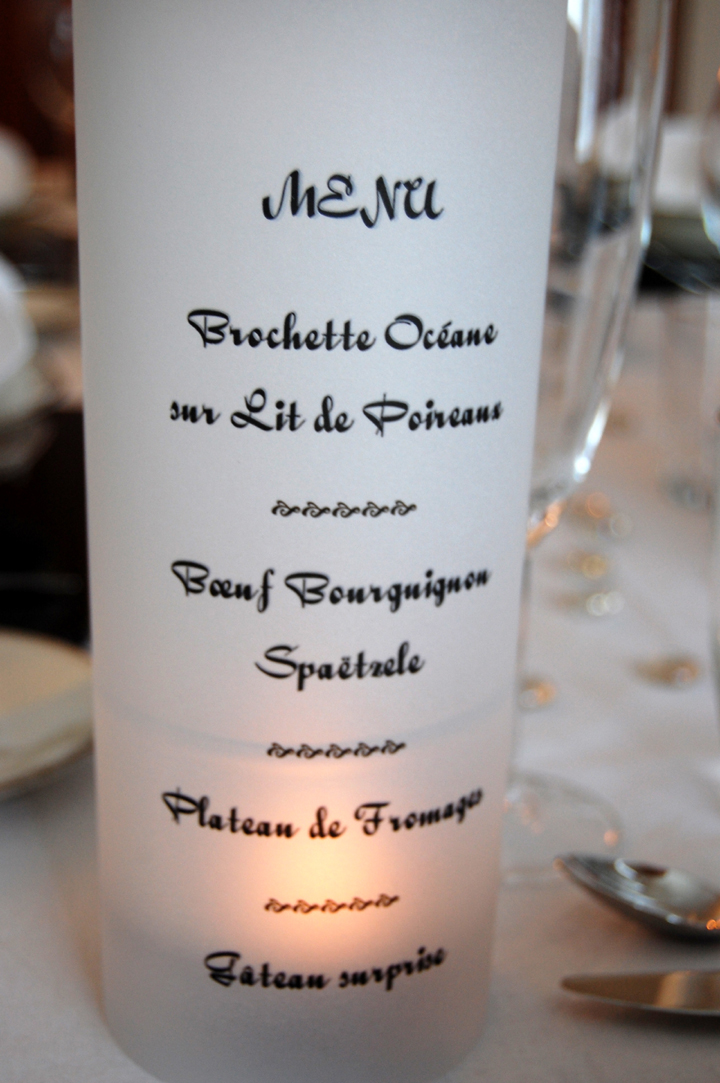 MENU
Brochette Océane
sur Lit de Poireaux
Bœuf Bourguignon
Spaëtzele
Plateau de Fromages
Gâteau surprise